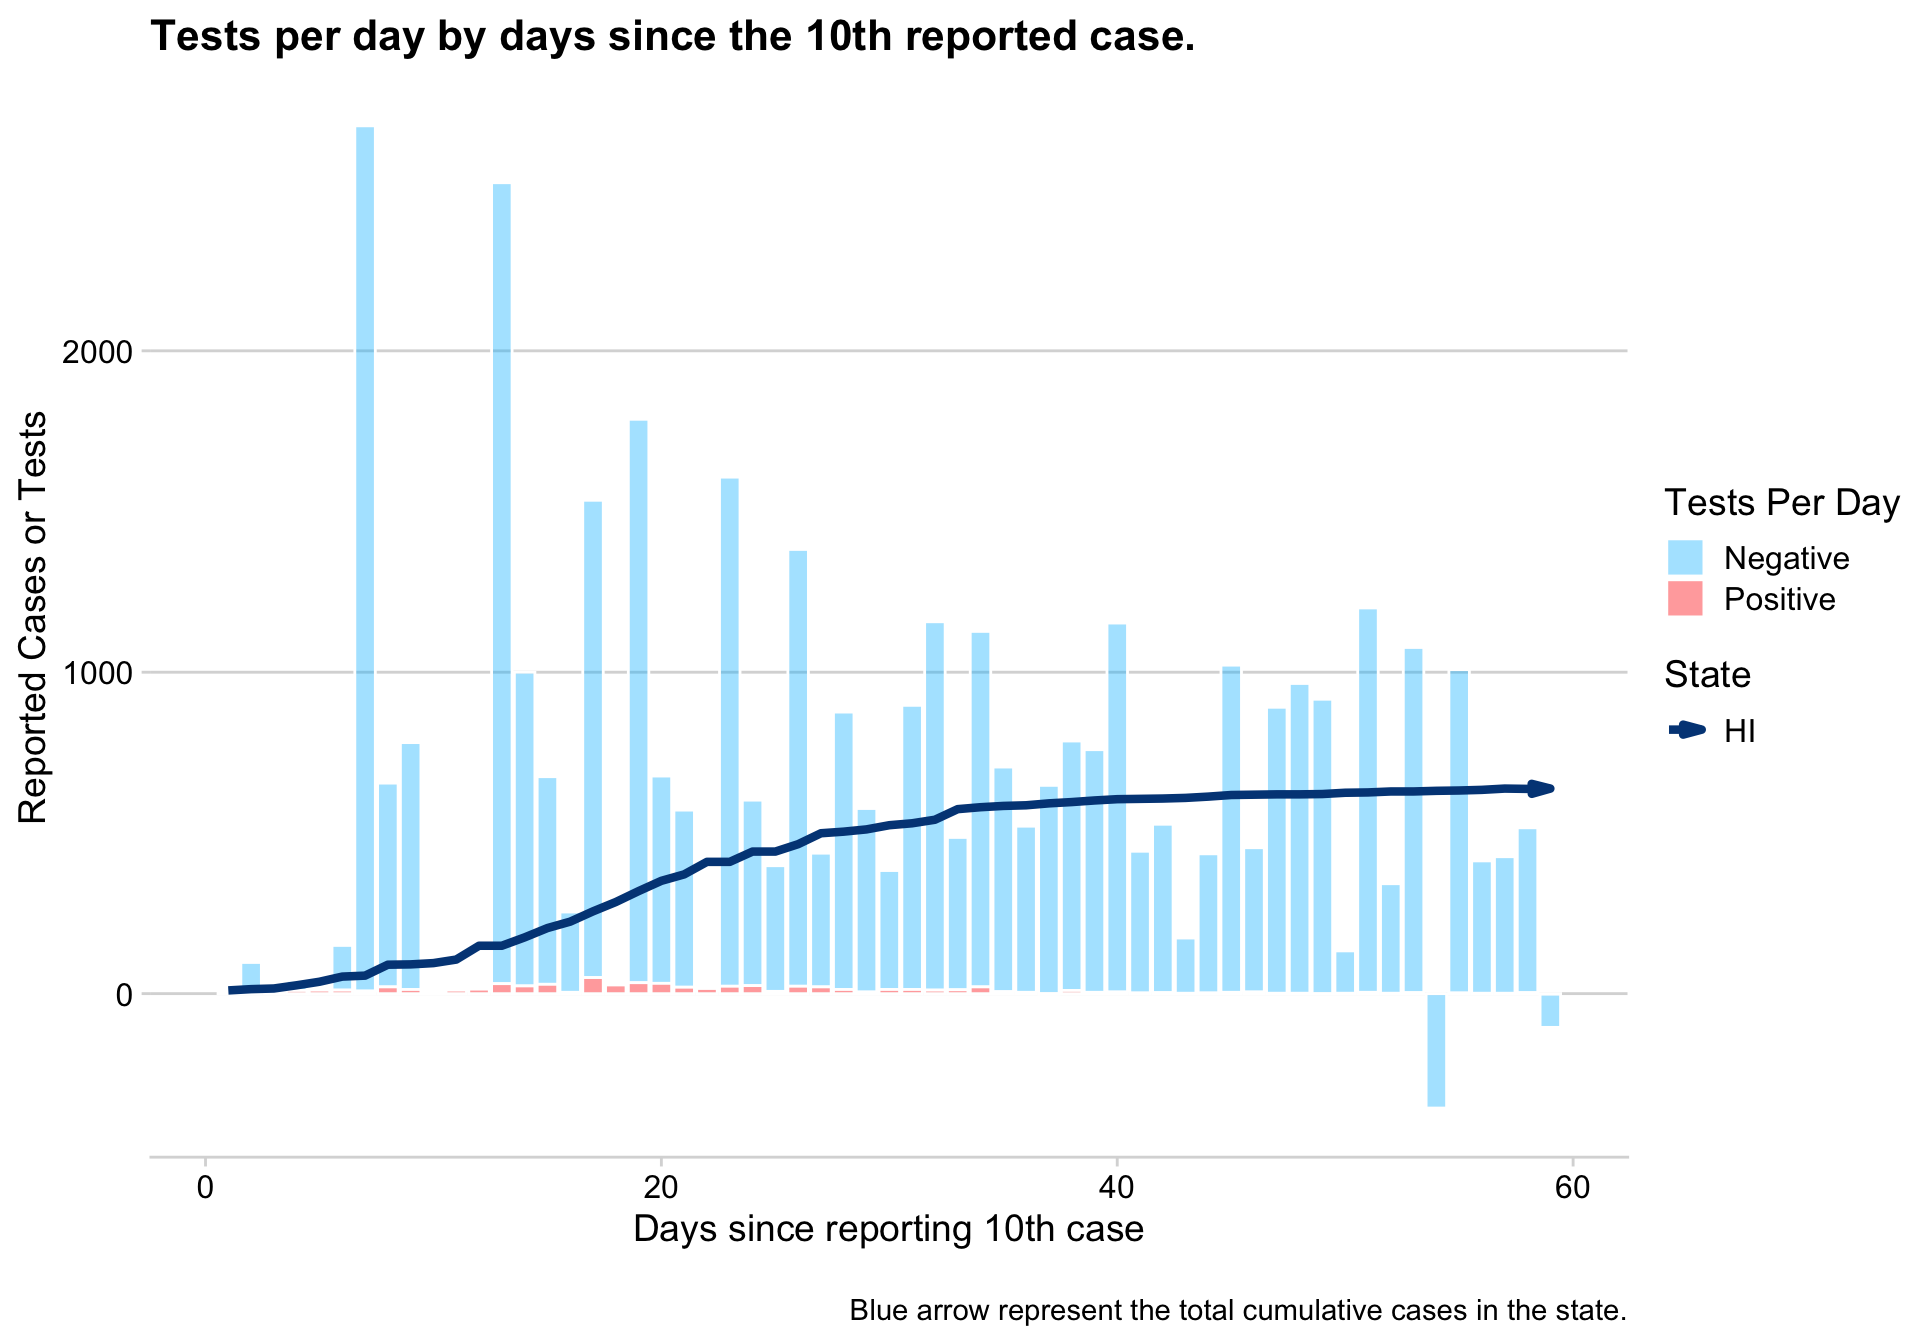 Tests per day by days since the 10th reported case.
Reported Cases or Tests
2000
1000
0
0
20
40
60
Days since reporting 10th case
Tests Per Day
Negative
Positive
State
HI
Blue arrow represent the total cumulative cases in the state.